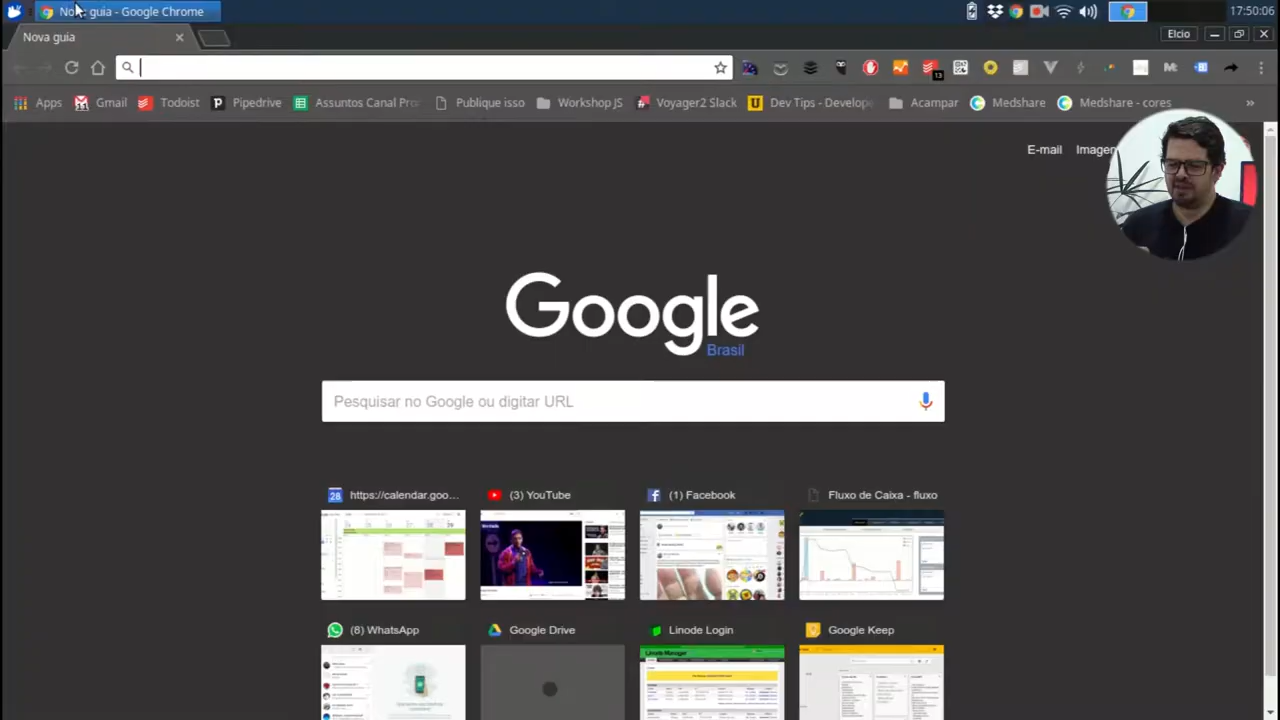 Nova guia - Google Chrome
17:50:06
Nova guia
Elcio
13
Apps
Gmail
Todoist
Pipedrive
Assuntos Canal Pro
Publique isso
Workshop JS
Voyager2 Slack
Dev Tips - Develope
Acampar
Medshare
Medshare - cores
»
E-mail
Imagen
Google
Brasil
Pesquisar no Google ou digitar URL
28
https://calendar.goo...
(3) YouTube
(1) Facebook
Fluxo de Caixa - fluxo
(8) WhatsApp
Google Drive
Linode Login
Google Keep